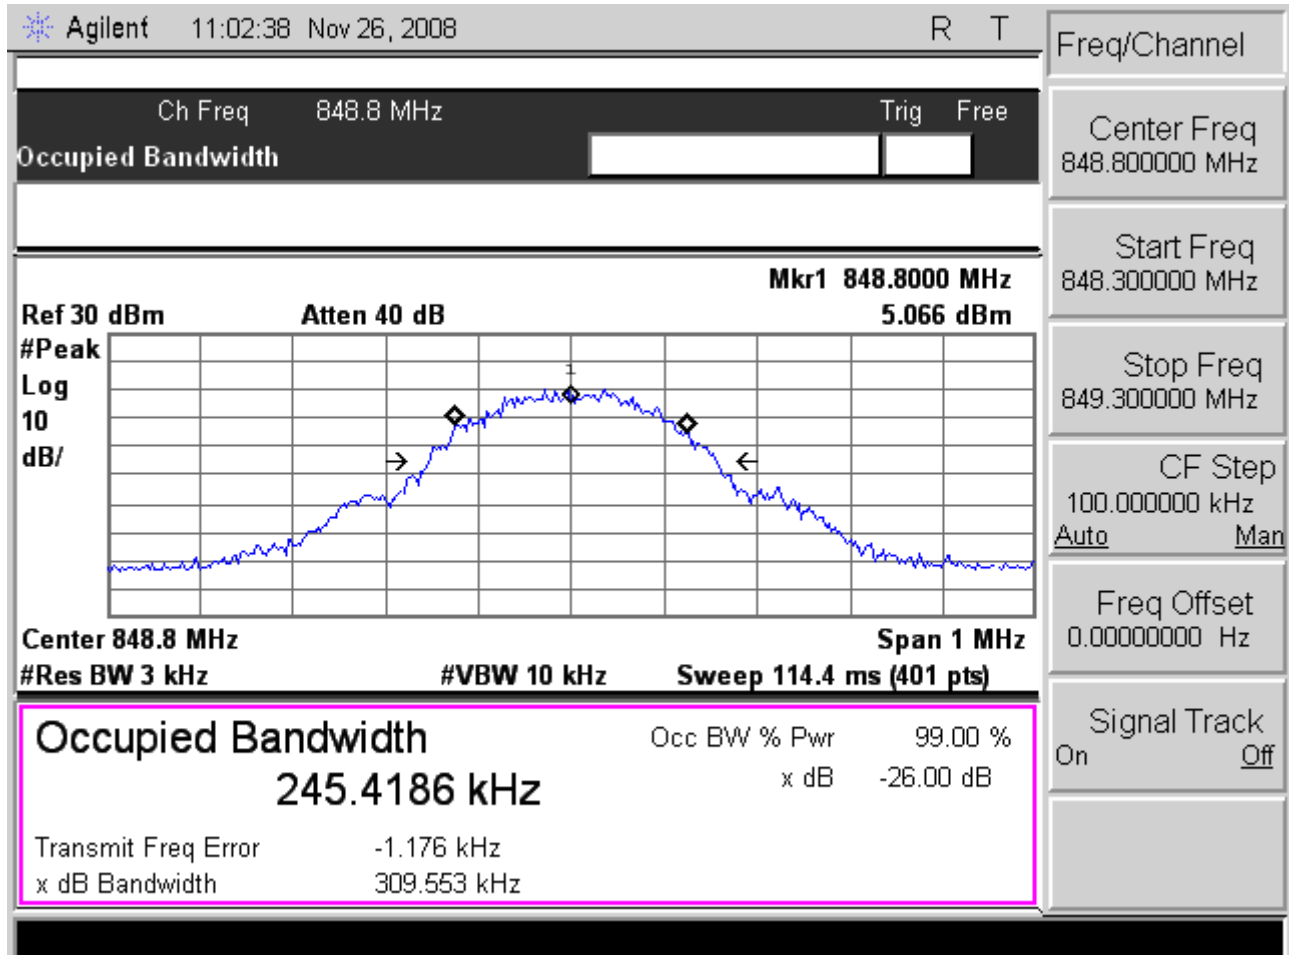 Agilent 11:02:38 Nov 26, 2008 R T
Freq/Channel
Ch Freq 848.8 MHz Trig Free
Occupied Bandwidth
Center Freq
848.800000 MHz
Start Freq
848.300000 MHz
Stop Freq
849.300000 MHz
CF Step
100.000000 kHz
Auto Man
Freq Offset
0.00000000 Hz
Signal Track
On Off
Mkr1 848.8000 MHz
Ref 30 dBm Atten 40 dB 5.066 dBm
#Peak
Log
10
dB/
1
Center 848.8 MHz Span 1 MHz
#Res BW 3 kHz #VBW 10 kHz Sweep 114.4 ms (401 pts)
Occupied Bandwidth Occ BW % Pwr 99.00 %
245.4186 kHz x dB -26.00 dB
Transmit Freq Error -1.176 kHz
x dB Bandwidth 309.553 kHz